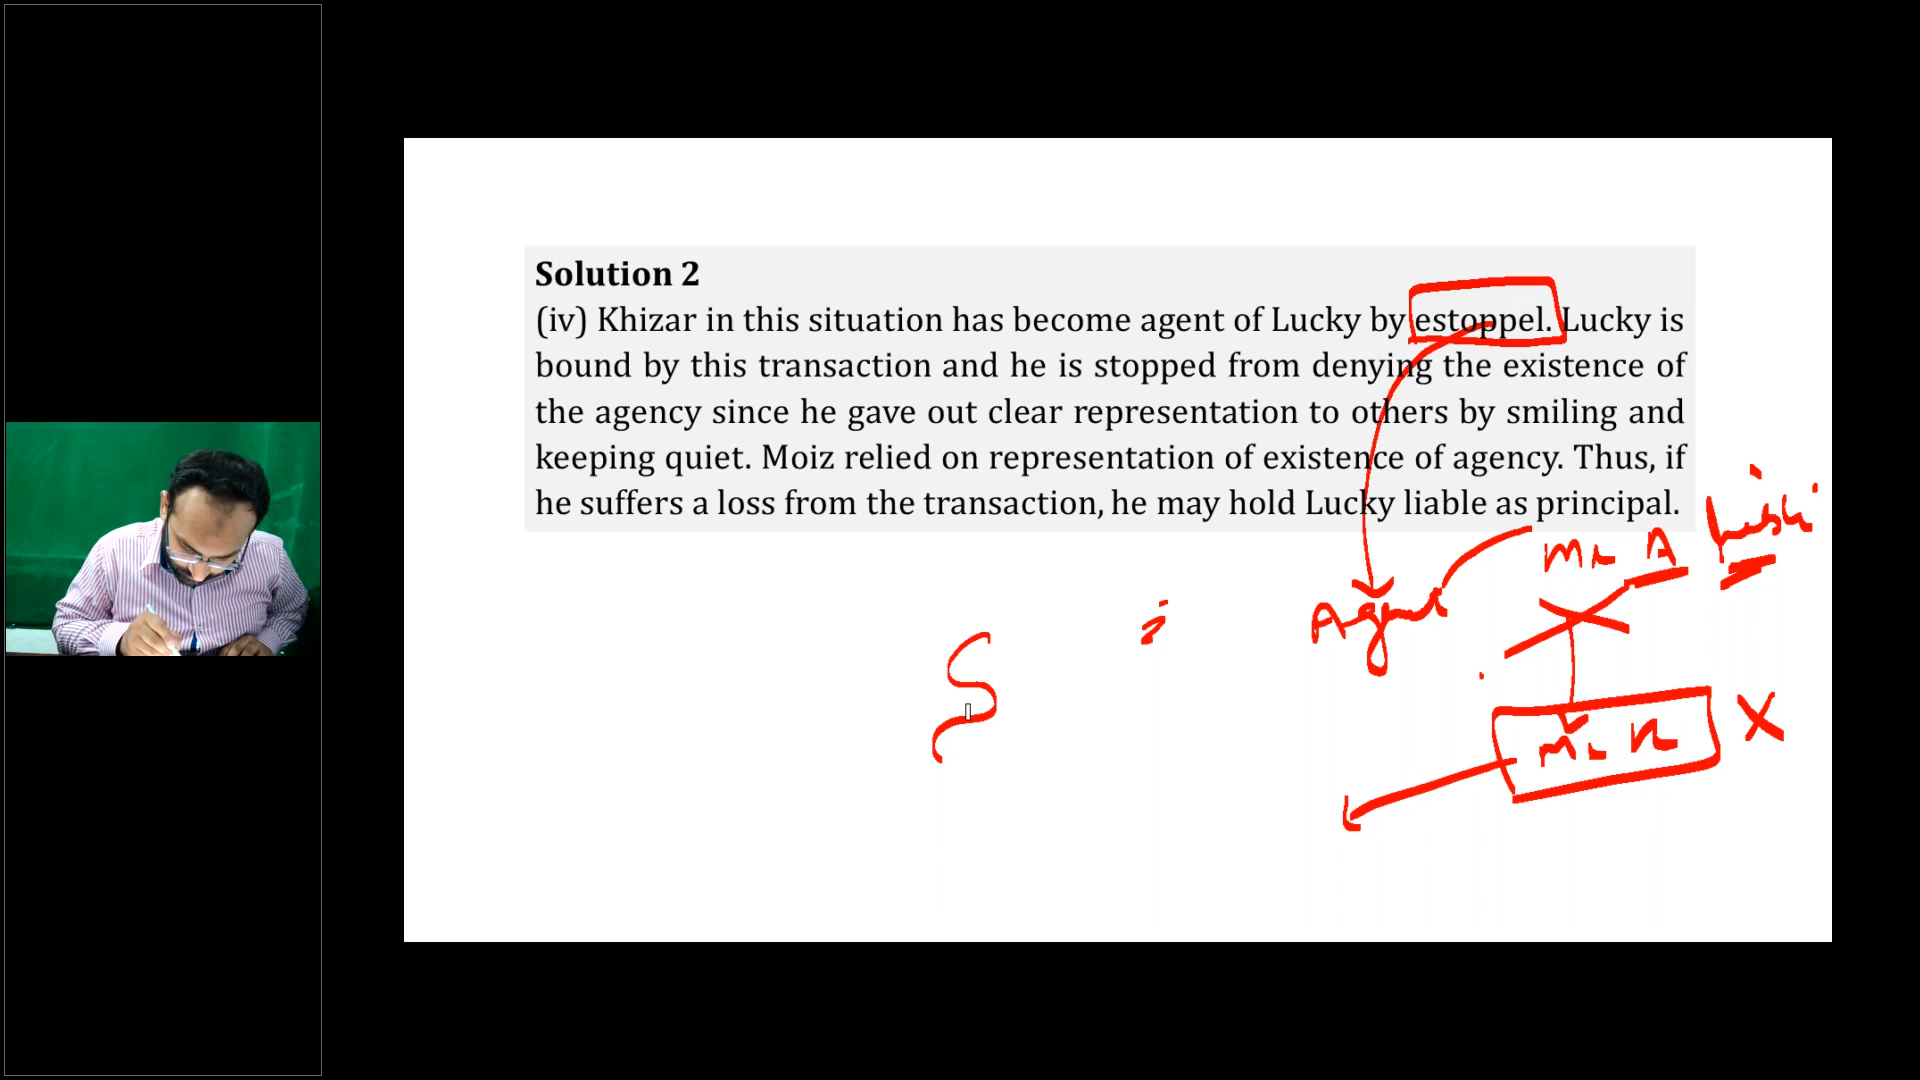 Solution 2
(iv) Khizar in this situation has become agent of Lucky by estoppel. Lucky is
bound by this transaction and he is stopped from denying the existence of
the agency since he gave out clear representation to others by smiling and
keeping quiet. Moiz relied on representation of existence of agency. Thus, if
he suffers a loss from the transaction, he may hold Lucky liable as principal.
Mr A
Agent
S
Mr
X